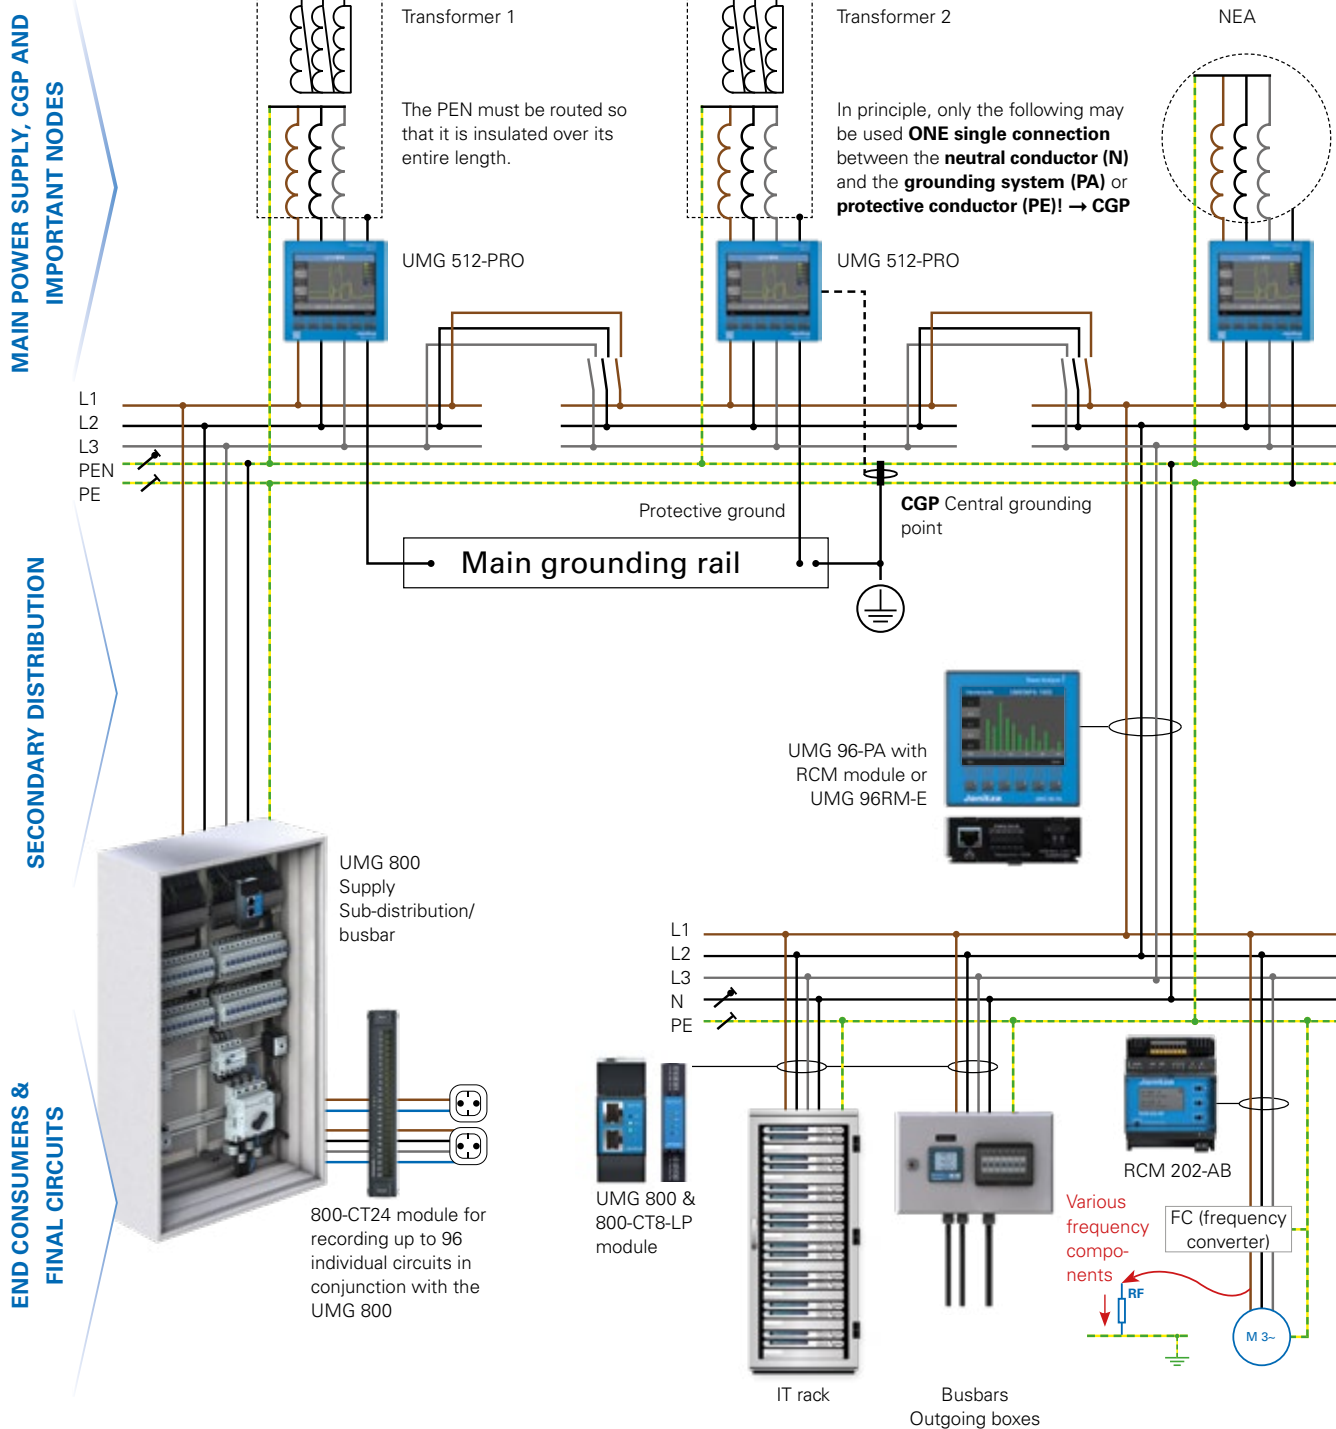 MAIN POWER SUPPLY, CGP AND
IMPORTANT NODES
Transformer 1
Transformer 2
NEA
The PEN must be routed so
that it is insulated over its
entire length.
In principle, only the following may
be used ONE single connection
between the neutral conductor (N)
and the grounding system (PA) or
protective conductor (PE)! → CGP
UMG 512-PRO
UMG 512-PRO
L1
L2
L3
PEN
PE
Protective ground
CGP Central grounding
point
Main grounding rail
SECONDARY DISTRIBUTION
UMG 96-PA with
RCM module or
UMG 96RM-E
Janitza
UMG 800
Supply
Sub-distribution/
busbar
L1
L2
L3
N
PE
END CONSUMERS &
FINAL CIRCUITS
800-CT24 module for
recording up to 96
individual circuits in
conjunction with the
UMG 800
UMG 800 &
800-CT8-LP
module
Janitza
RCM 202-AB
Various
frequency
compo-
nents
FC (frequency
converter)
RF
M 3~
IT rack
Busbars
Outgoing boxes